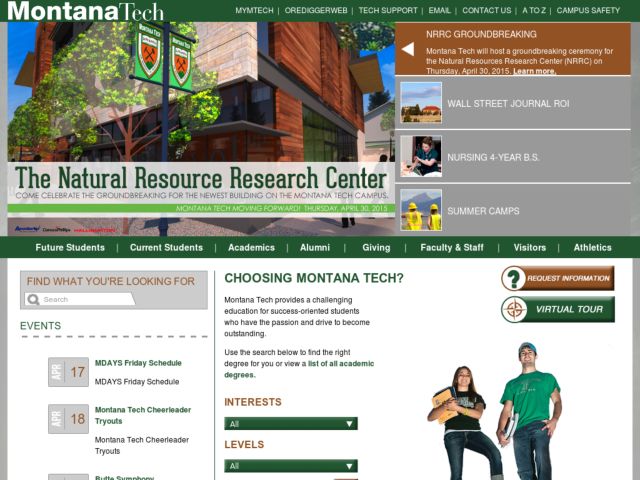 MontanaTech
MYMTECH | OREDIGGERWEB | TECH SUPPORT | EMAIL | CONTACT US | A TO Z | CAMPUS SAFETY
NRRC GROUNDBREAKING
Montana Tech will host a groundbreaking ceremony for
the Natural Resources Research Center (NRRC) on
Thursday, April 30, 2015. Learn more.
WALL STREET JOURNAL ROI
NURSING 4-YEAR B.S.
SUMMER CAMPS
The Natural Resource Research Center
COME CELEBRATE THE GROUNDBREAKING FOR THE NEWEST BUILDING ON THE MONTANA TECH CAMPUS.
MONTANA TECH MOVING FORWARD! THURSDAY, APRIL 30, 2015
ConocoPhillips HALLIBURTON
Future Students | Current Students | Academics | Alumni | Giving | Faculty & Staff | Visitors | Athletics
FIND WHAT YOU'RE LOOKING FOR
Search
EVENTS
APR 17
MDAYS Friday Schedule
MDAYS Friday Schedule
APR 18
Montana Tech Cheerleader
Tryouts
Montana Tech Cheerleader
Tryouts
Butte Symphony
CHOOSING MONTANA TECH?
Montana Tech provides a challenging
education for success-oriented students
who have the passion and drive to become
outstanding.
Use the search below to find the right
degree for you or view a list of all academic
degrees.
INTERESTS
All
LEVELS
All
? REQUEST INFORMATION
VIRTUAL TOUR